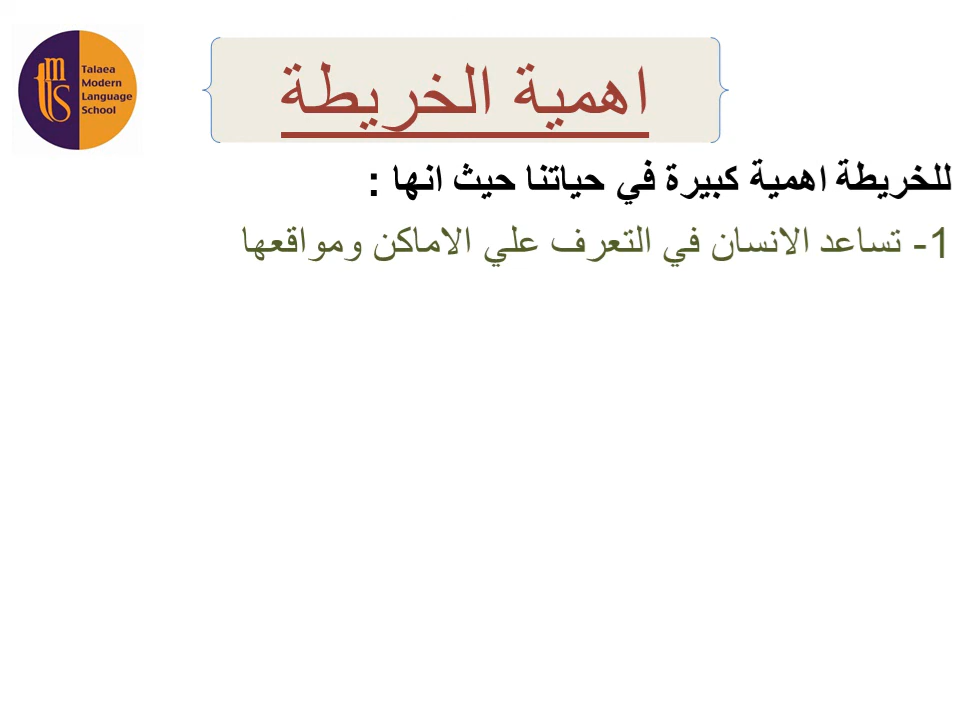 tmls
Talaea
Modern
Language
School
اهمية الخريطة
للخريطة اهمية كبيرة في حياتنا حيث انها :
1- تساعد الانسان في التعرف علي الاماكن ومواقعها